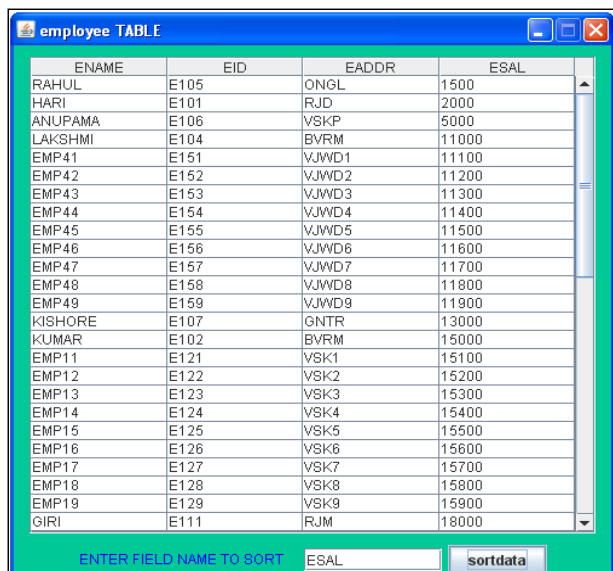 employee TABLE
ENAME EID EADDR ESAL
RAHUL E105 ONGL 1500
HARI E101 RJD 2000
ANUPAMA E106 VSKP 5000
LAKSHMI E104 BVRM 11000
EMP41 E151 VJWD1 11100
EMP42 E152 VJWD2 11200
EMP43 E153 VJWD3 11300
EMP44 E154 VJWD4 11400
EMP45 E155 VJWD5 11500
EMP46 E156 VJWD6 11600
EMP47 E157 VJWD7 11700
EMP48 E158 VJWD8 11800
EMP49 E159 VJWD9 11900
KISHORE E107 GNTR 13000
KUMAR E102 BVRM 15000
EMP11 E121 VSK1 15100
EMP12 E122 VSK2 15200
EMP13 E123 VSK3 15300
EMP14 E124 VSK4 15400
EMP15 E125 VSK5 15500
EMP16 E126 VSK6 15600
EMP17 E127 VSK7 15700
EMP18 E128 VSK8 15800
EMP19 E129 VSK9 15900
GIRI E111 RJM 18000
ENTER FIELD NAME TO SORT ESAL sortdata